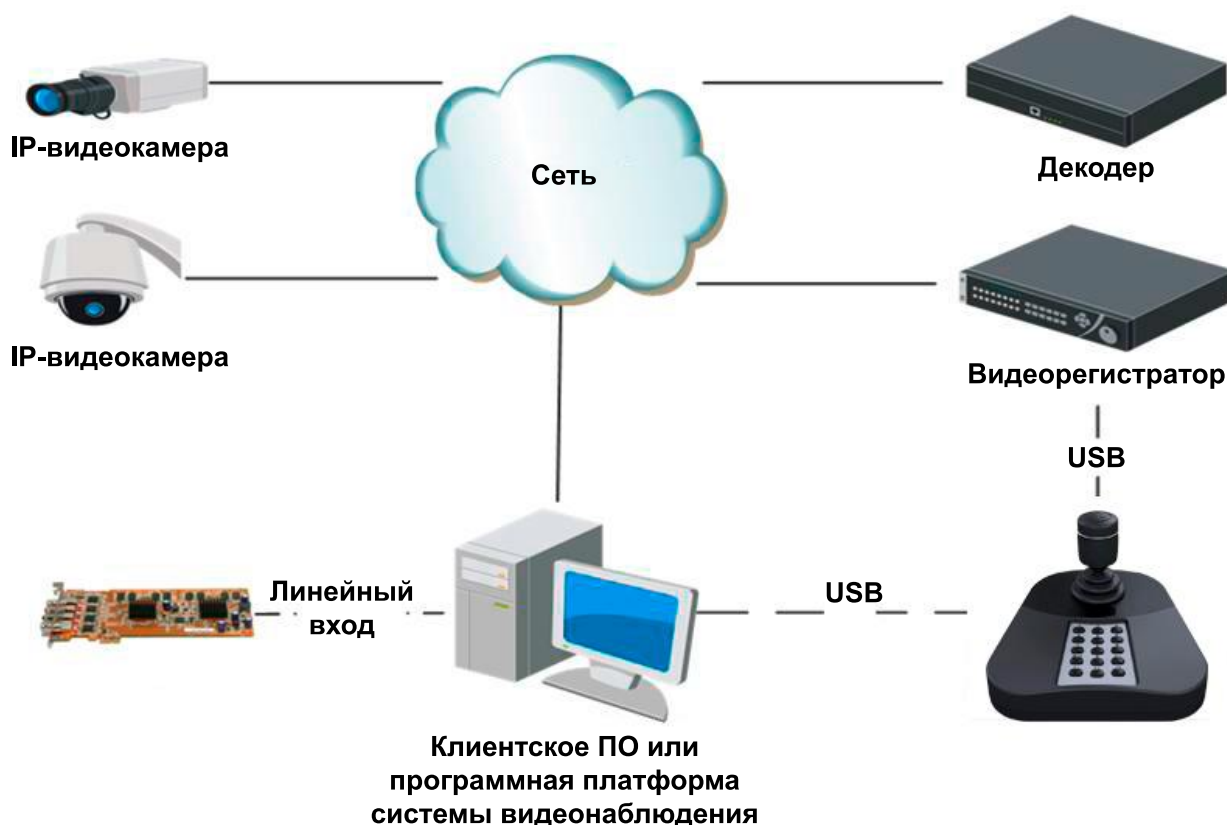 IP-видеокамера
Сеть
Декодер
IP-видеокамера
Видеорегистратор
USB
Линейный
вход
USB
Клиентское ПО или
программная платформа
системы видеонаблюдения